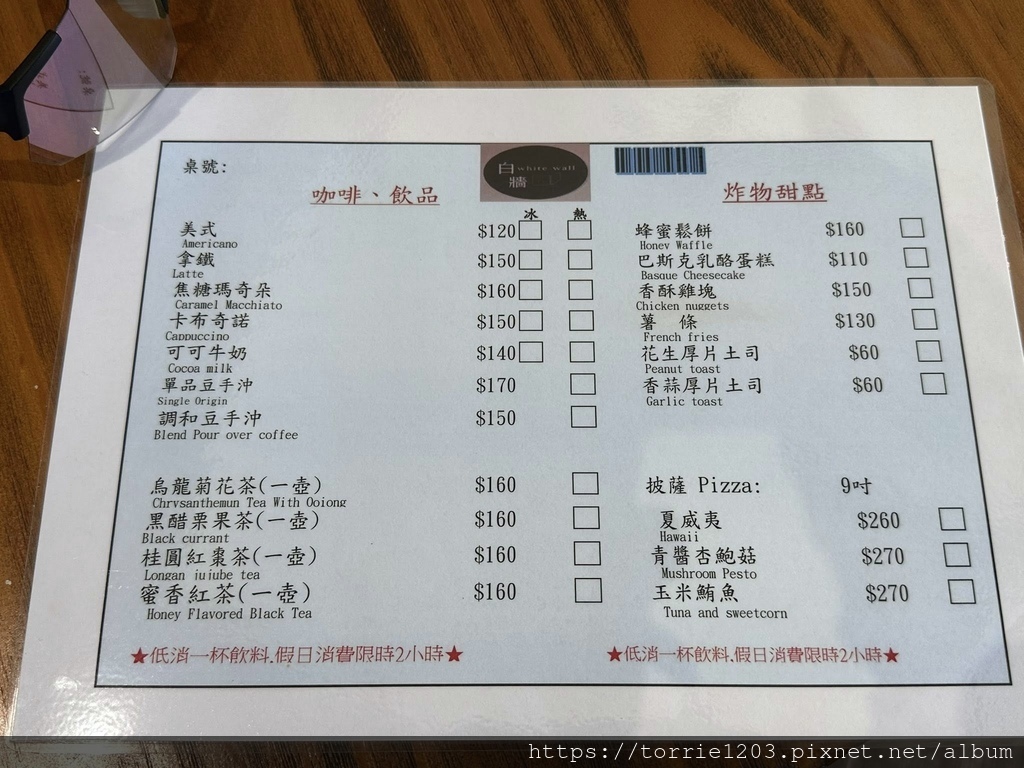 桌號:
白牆 white wall
咖啡、飲品
冰 熱
美式 $120
Americano
拿鐵 $150
Latte
焦糖瑪奇朵 $160
Caramel Macchiato
卡布奇諾 $150
Cappuccino
可可牛奶 $140
Cocoa milk
單品豆手沖 $170
Single Origin
調和豆手沖 $150
Blend Pour over coffee
烏龍菊花茶(一壺) $160
Chrysanthemun Tea With Ooiong
黑醋栗果茶(一壺) $160
Black currant
桂圓紅棗茶(一壺) $160
Longan jujube tea
蜜香紅茶(一壺) $160
Honey Flavored Black Tea
★低消一杯飲料.假日消費限時2小時★
炸物甜點
蜂蜜鬆餅 $160
Honey Waffle
巴斯克乳酪蛋糕 $110
Basque Cheesecake
香酥雞塊 $150
Chicken nuggets
薯 條 $130
French fries
花生厚片土司 $60
Peanut toast
香蒜厚片土司 $60
Garlic toast
披薩 Pizza: 9吋
夏威夷 $260
Hawaii
青醬杏鮑菇 $270
Mushroom Pesto
玉米鮪魚 $270
Tuna and sweetcorn
★低消一杯飲料.假日消費限時2小時★
https://torrie1203.pixnet.net/album